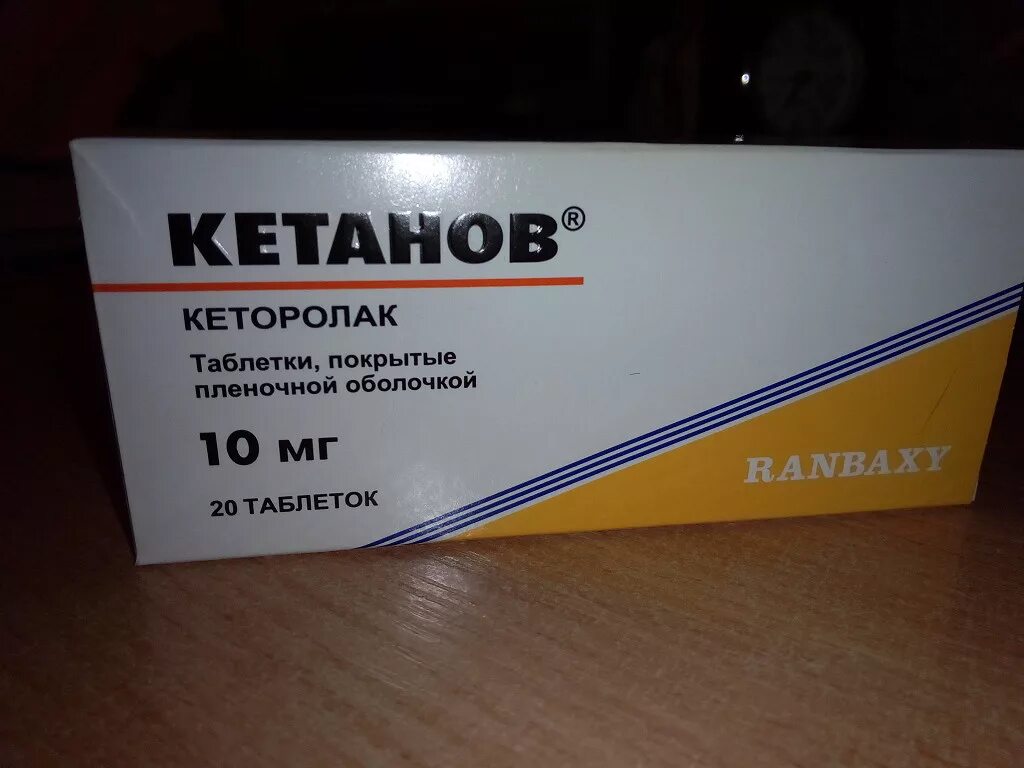 КЕТАНОВ®
КЕТОРОЛАК
Таблетки, покрытые
пленочной оболочкой
10 мг
20 ТАБЛЕТОК
RANBAXY